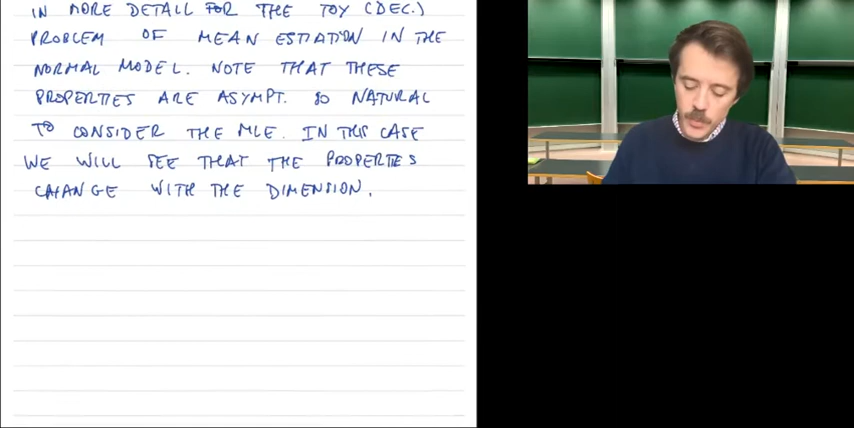 IN MORE DETAIL FOR THE TOY (DEC.)
PROBLEM OF MEAN ESTIATION IN THE
NORMAL MODEL. NOTE THAT THESE
PROPERTIES ARE ASYMPT. SO NATURAL
TO CONSIDER THE MLE. IN THIS CASE
WE WILL SEE THAT THE PROPERTIES
CHANGE WITH THE DIMENSION.